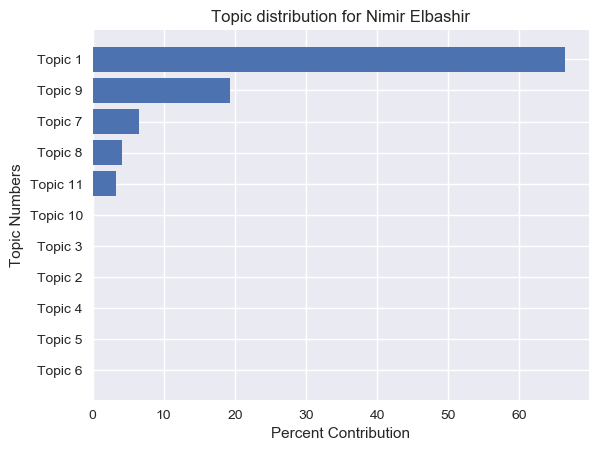 Topic distribution for Nimir Elbashir
Topic 1
Topic 9
Topic 7
Topic 8
Topic 11
Topic 10
Topic 3
Topic 2
Topic 4
Topic 5
Topic 6
Topic Numbers
0 10 20 30 40 50 60
Percent Contribution